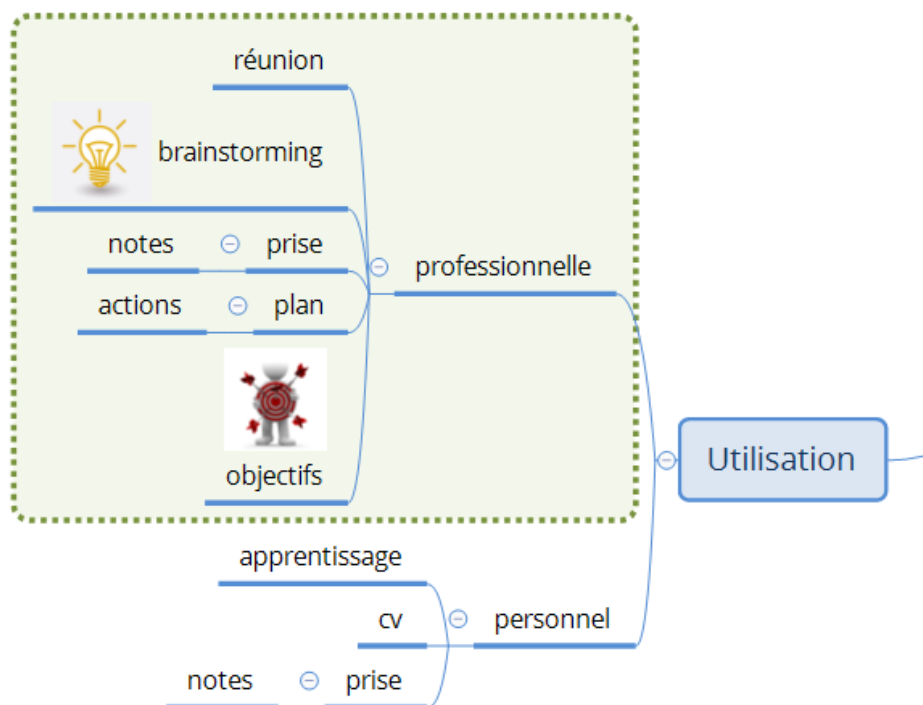 réunion
brainstorming
notes prise
professionnelle
actions plan
Utilisation
objectifs
apprentissage
cv personnel
notes prise